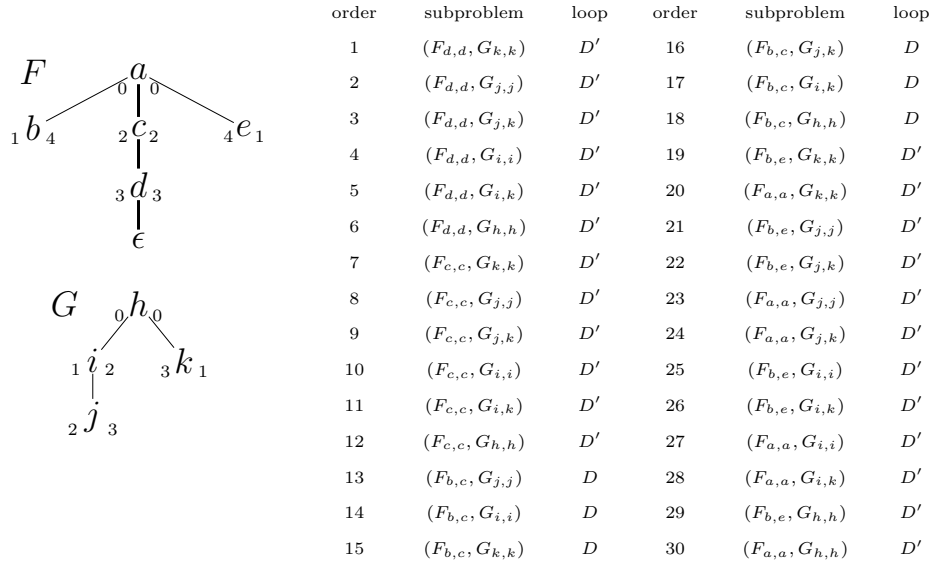 F
a
0 0
1 b 4
2 c 2
4 e 1
3 d 3
ϵ
G
h
0 0
1 i 2
3 k 1
2 j 3
order subproblem loop order subproblem loop
1 (F_{d,d}, G_{k,k}) D′ 16 (F_{b,c}, G_{j,k}) D
2 (F_{d,d}, G_{j,j}) D′ 17 (F_{b,c}, G_{i,k}) D
3 (F_{d,d}, G_{j,k}) D′ 18 (F_{b,c}, G_{h,h}) D
4 (F_{d,d}, G_{i,i}) D′ 19 (F_{b,e}, G_{k,k}) D′
5 (F_{d,d}, G_{i,k}) D′ 20 (F_{a,a}, G_{k,k}) D′
6 (F_{d,d}, G_{h,h}) D′ 21 (F_{b,e}, G_{j,j}) D′
7 (F_{c,c}, G_{k,k}) D′ 22 (F_{b,e}, G_{j,k}) D′
8 (F_{c,c}, G_{j,j}) D′ 23 (F_{a,a}, G_{j,j}) D′
9 (F_{c,c}, G_{j,k}) D′ 24 (F_{a,a}, G_{j,k}) D′
10 (F_{c,c}, G_{i,i}) D′ 25 (F_{b,e}, G_{i,i}) D′
11 (F_{c,c}, G_{i,k}) D′ 26 (F_{b,e}, G_{i,k}) D′
12 (F_{c,c}, G_{h,h}) D′ 27 (F_{a,a}, G_{i,i}) D′
13 (F_{b,c}, G_{j,j}) D 28 (F_{a,a}, G_{i,k}) D′
14 (F_{b,c}, G_{i,i}) D 29 (F_{b,e}, G_{h,h}) D′
15 (F_{b,c}, G_{k,k}) D 30 (F_{a,a}, G_{h,h}) D′